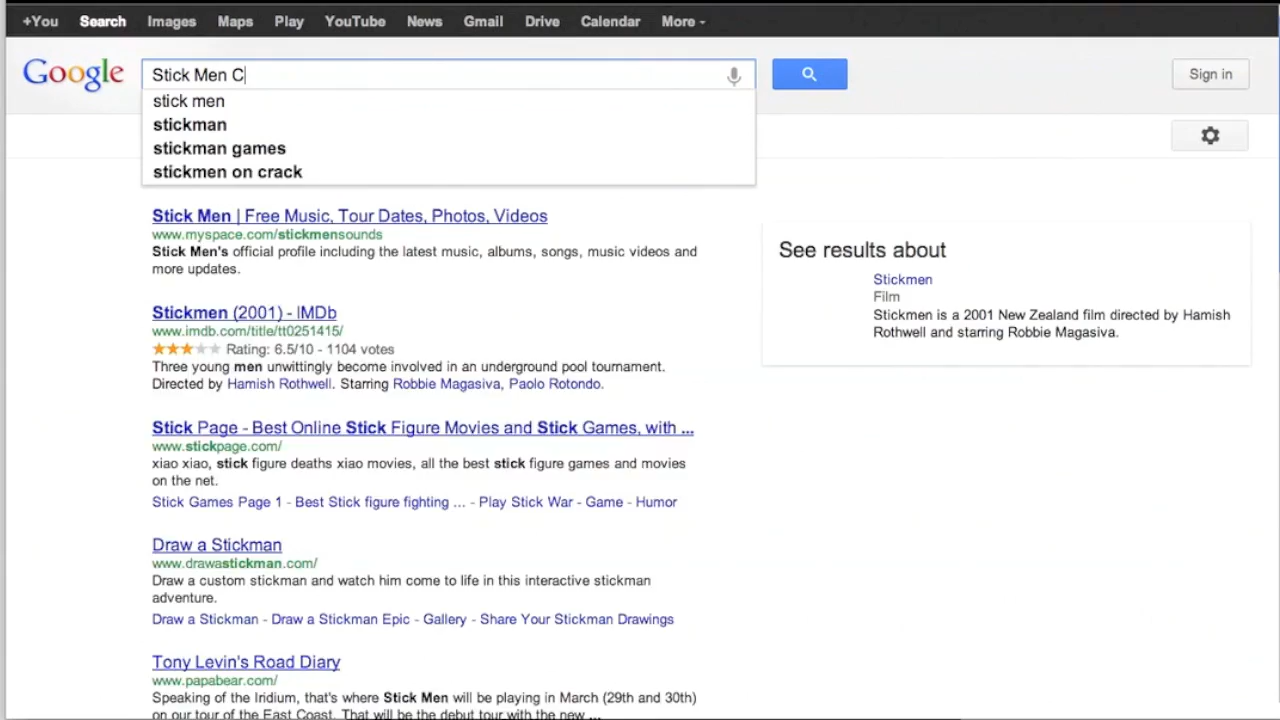 +You Search Images Maps Play YouTube News Gmail Drive Calendar More
Google Stick Men C Sign in
stick men
stickman
stickman games
stickmen on crack
Stick Men | Free Music, Tour Dates, Photos, Videos
www.myspace.com/stickmensounds
Stick Men's official profile including the latest music, albums, songs, music videos and
more updates.
Stickmen (2001) - IMDb
www.imdb.com/title/tt0251415/
Rating: 6.5/10 - 1104 votes
Three young men unwittingly become involved in an underground pool tournament.
Directed by Hamish Rothwell. Starring Robbie Magasiva, Paolo Rotondo.
Stick Page - Best Online Stick Figure Movies and Stick Games, with ...
www.stickpage.com/
xiao xiao, stick figure deaths xiao movies, all the best stick figure games and movies
on the net.
Stick Games Page 1 - Best Stick figure fighting ... - Play Stick War - Game - Humor
Draw a Stickman
www.drawastickman.com/
Draw a custom stickman and watch him come to life in this interactive stickman
adventure.
Draw a Stickman - Draw a Stickman Epic - Gallery - Share Your Stickman Drawings
Tony Levin's Road Diary
www.papabear.com/
Speaking of the Iridium, that's where Stick Men will be playing in March (29th and 30th)
on our tour of the East Coast. That will be the debut tour with the new ...
See results about
Stickmen
Film
Stickmen is a 2001 New Zealand film directed by Hamish
Rothwell and starring Robbie Magasiva.